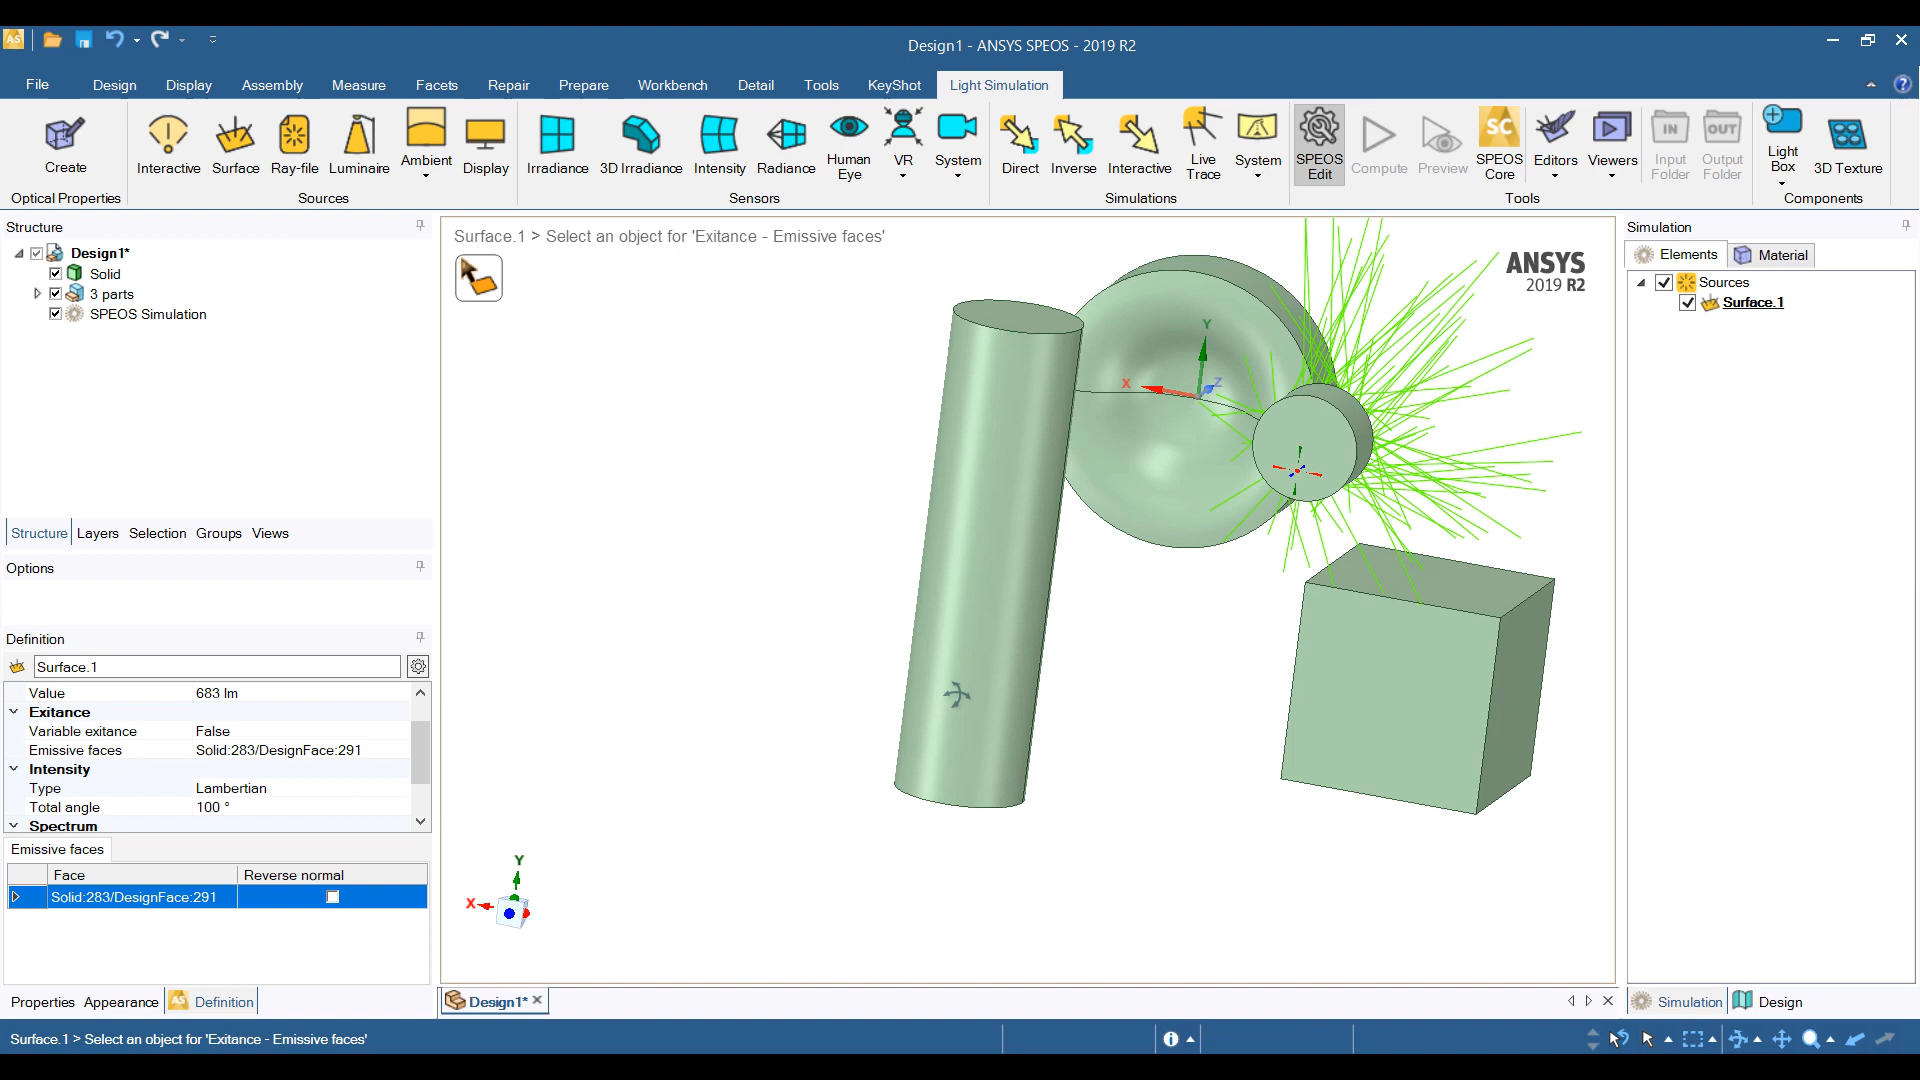 AS
Design1 - ANSYS SPEOS - 2019 R2
File Design Display Assembly Measure Facets Repair Prepare Workbench Detail Tools KeyShot Light Simulation
Create
Interactive Surface Ray-file Luminaire Ambient Display
Irradiance 3D Irradiance Intensity Radiance Human Eye VR System
Direct Inverse Interactive Live Trace System
SPEOS Edit Compute Preview SC SPEOS Core Editors Viewers IN Input Folder OUT Output Folder
Light Box 3D Texture
Optical Properties Sources Sensors Simulations Tools Components
Structure
Design1*
Solid
3 parts
SPEOS Simulation
Structure Layers Selection Groups Views
Options
Definition
Surface.1
Value 683 lm
Exitance
Variable exitance False
Emissive faces Solid:283/DesignFace:291
Intensity
Type Lambertian
Total angle 100 °
Spectrum
Emissive faces
Face Reverse normal
Solid:283/DesignFace:291
Properties Appearance AS Definition
Surface.1 > Select an object for 'Exitance - Emissive faces'
ANSYS
2019 R2
Y
X Z
Y
X
Design1*
Simulation
Elements Material
Sources
Surface.1
Simulation Design
Surface.1 > Select an object for 'Exitance - Emissive faces'